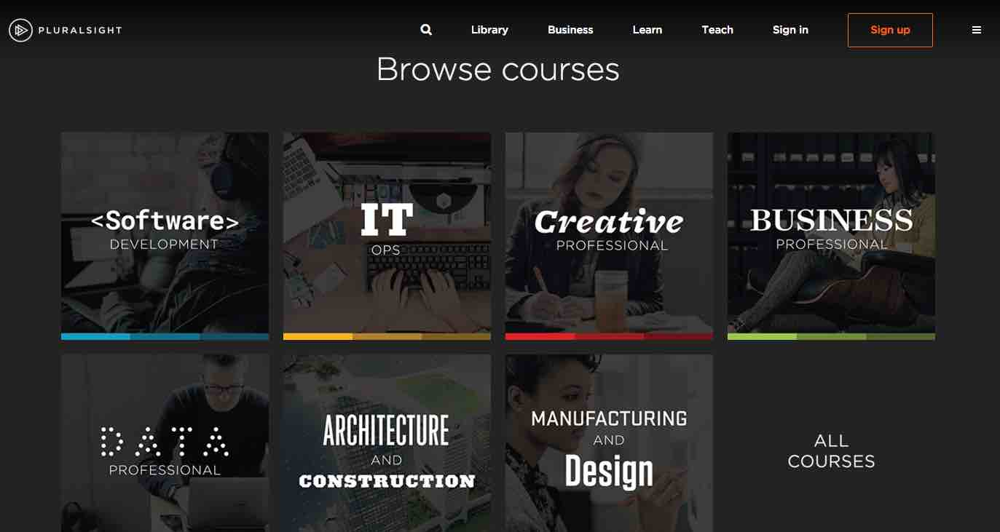 PLURALSIGHT
Library Business Learn Teach Sign in Sign up
Browse courses
<Software>
DEVELOPMENT
IT
OPS
Creative
PROFESSIONAL
BUSINESS
PROFESSIONAL
DATA
PROFESSIONAL
ARCHITECTURE
AND
CONSTRUCTION
MANUFACTURING
AND
Design
ALL
COURSES